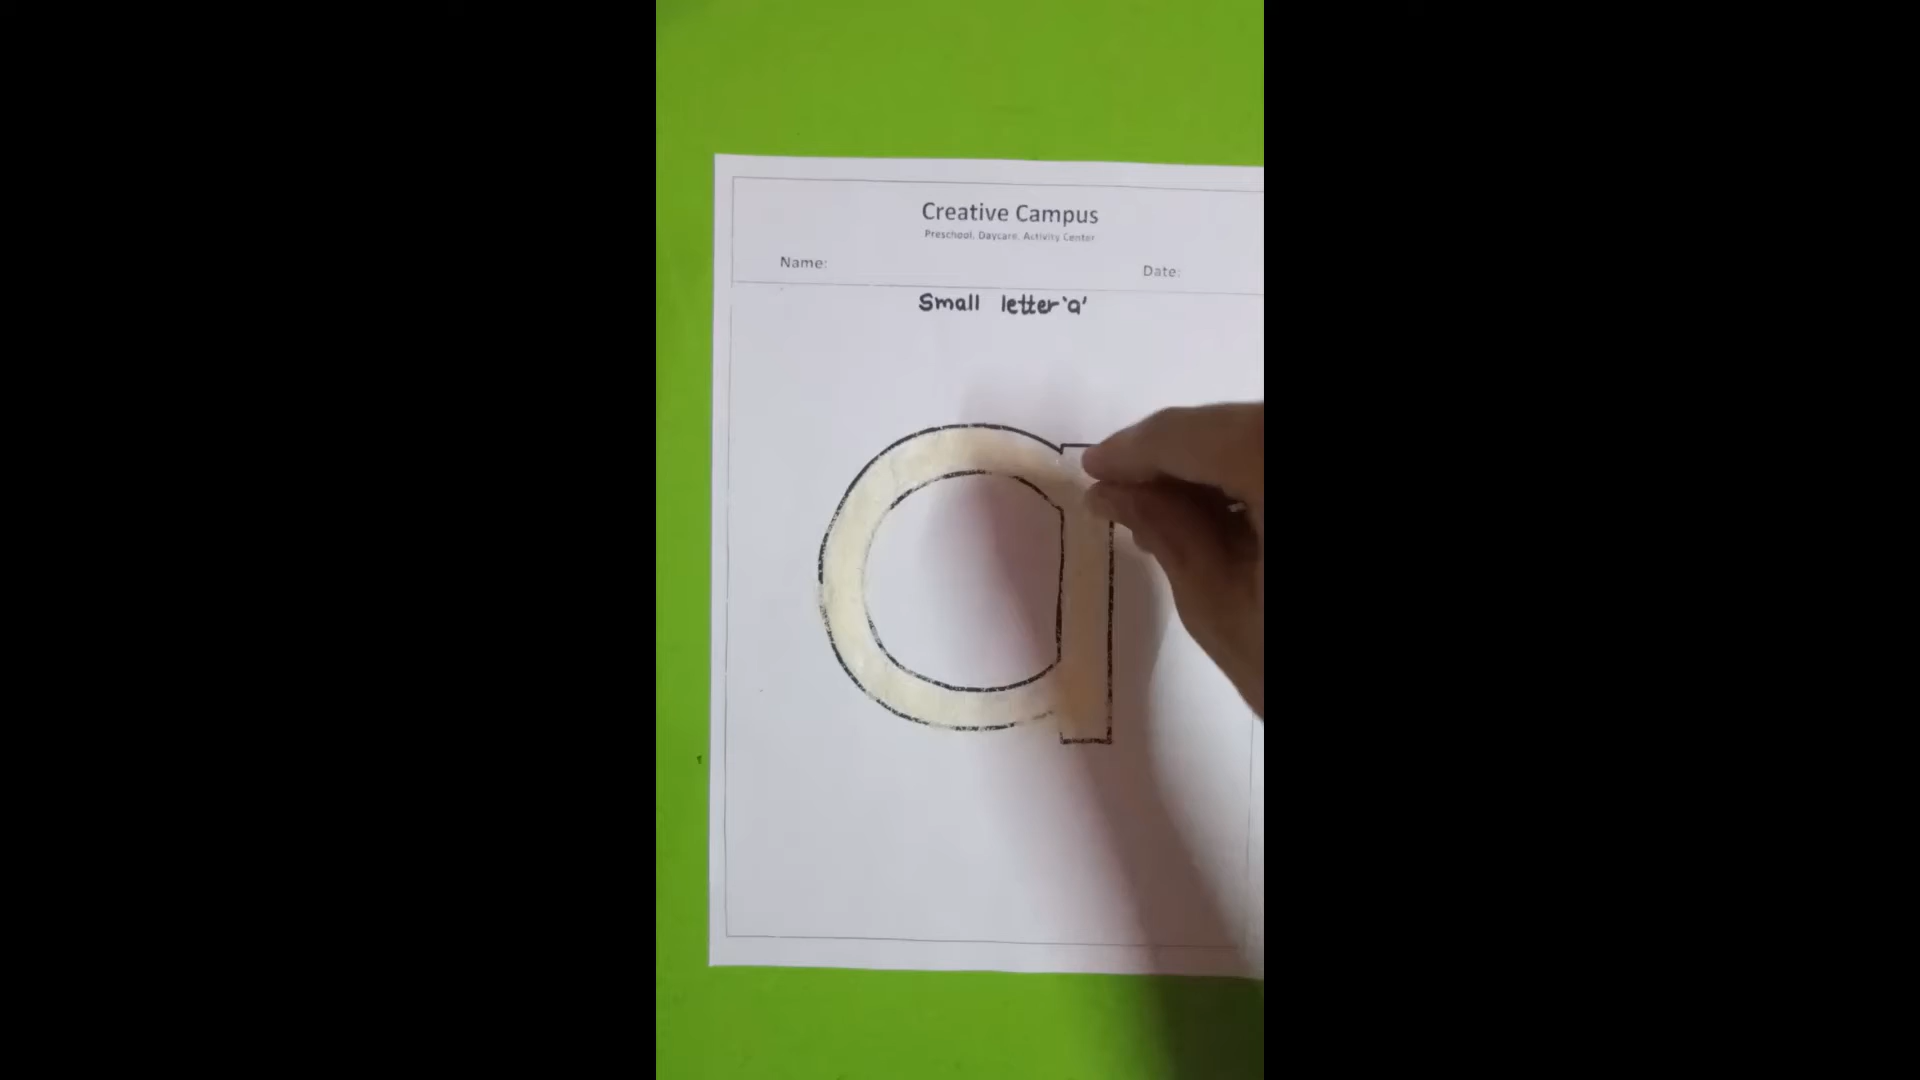 Creative Campus
Preschool, Daycare, Activity Center
Name: Date:
Small letter 'a'
a